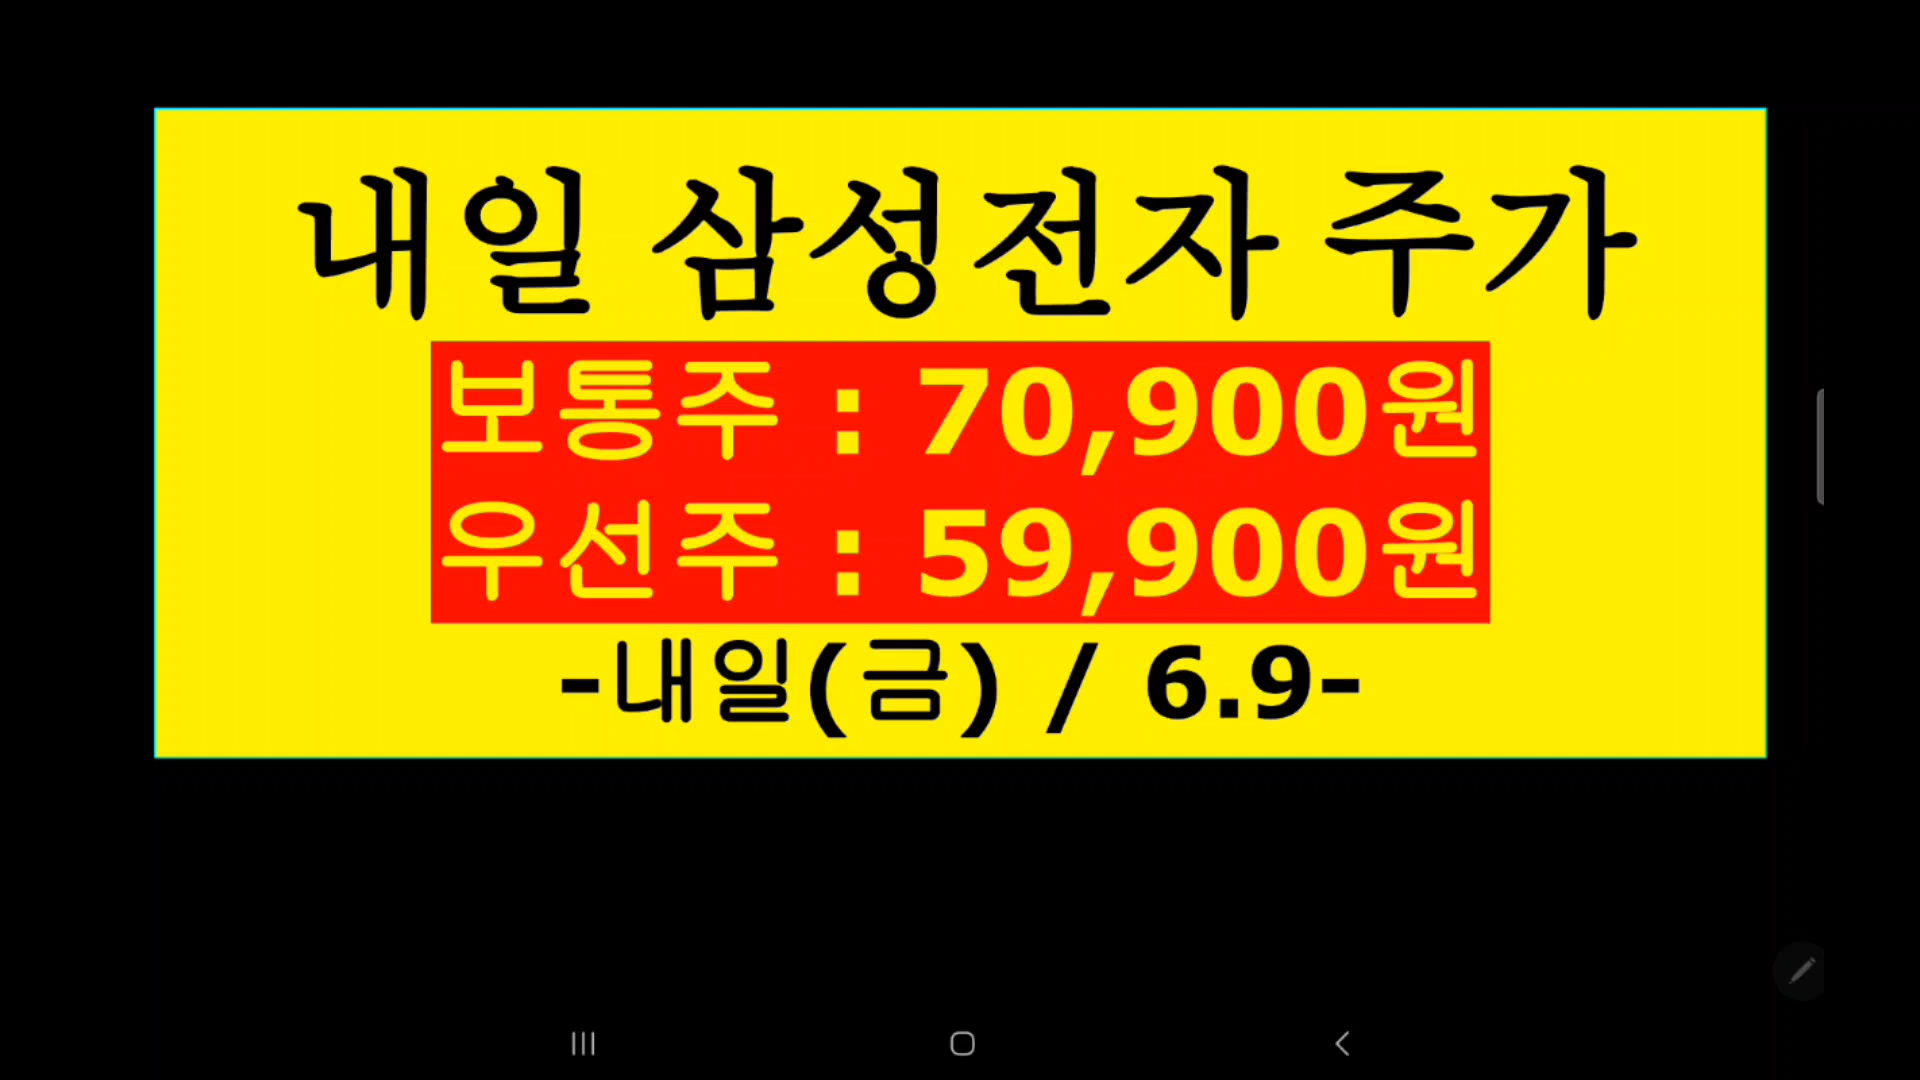 내일 삼성전자 주가
보통주 : 70,900원
우선주 : 59,900원
-내일(금) / 6.9-